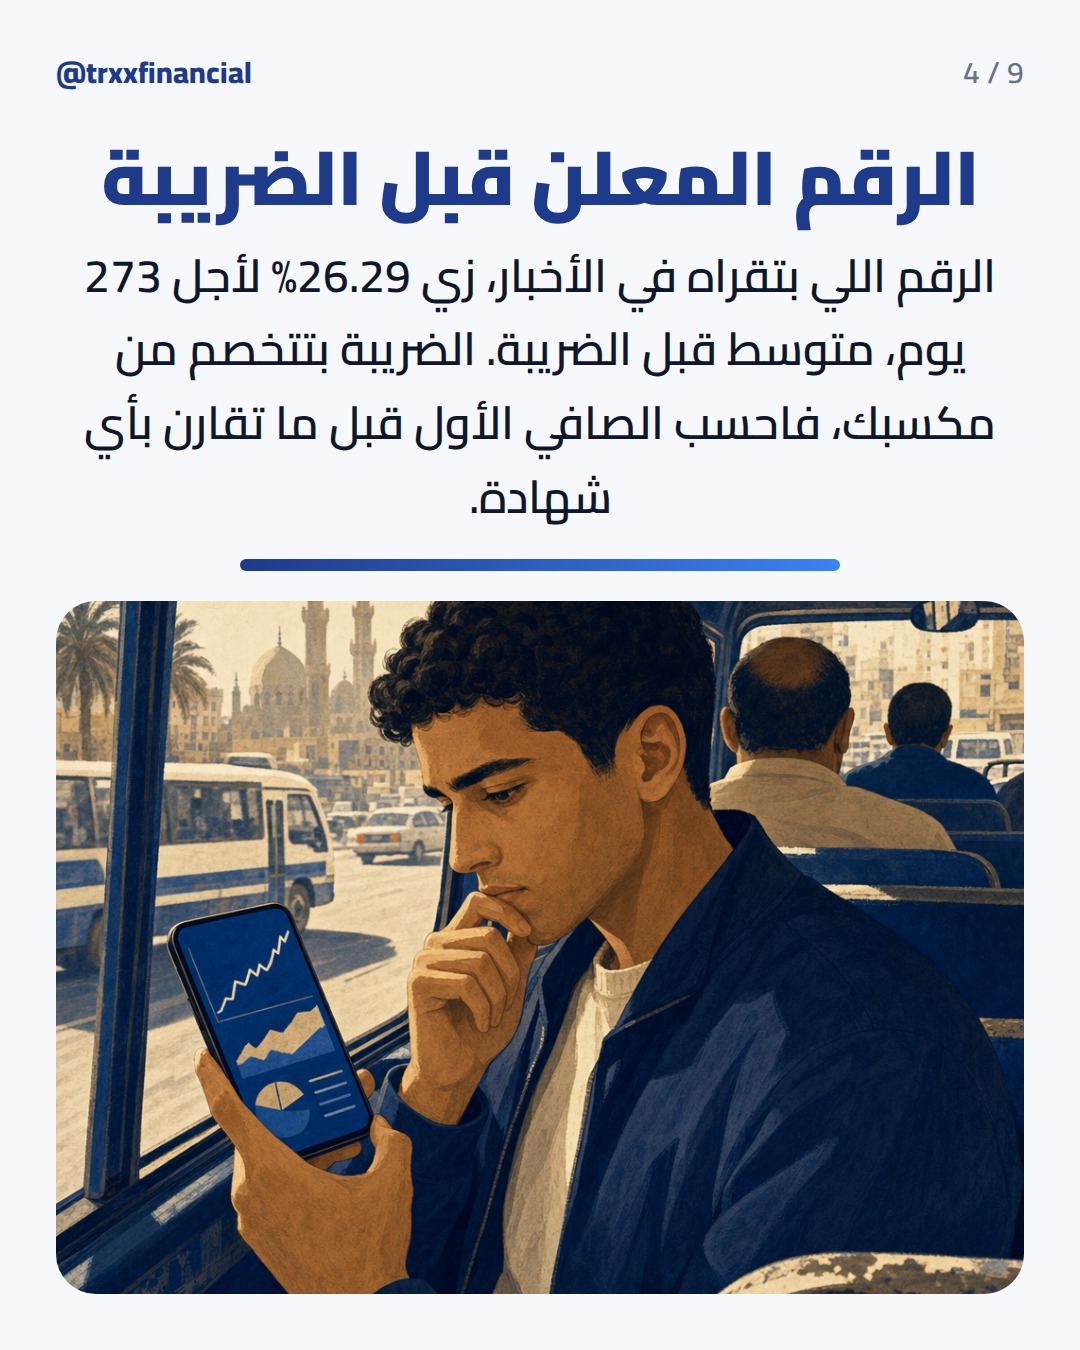 @trxxfinancial
4 / 9
الرقم المعلن قبل الضريبة
الرقم اللي بتقراه في الأخبار، زي 26.29% لأجل 273
يوم، متوسط قبل الضريبة. الضريبة بتتخصم من
مكسبك، فاحسب الصافي الأول قبل ما تقارن بأي
شهادة.